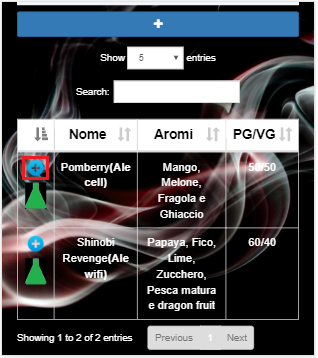 Show 5 entries
Search:
Nome Aromi PG/VG
Pomberry(Ale Mango, 50/50
cell) Melone,
Fragola e
Ghiaccio
Shinobi Papaya, Fico, 60/40
Revenge(Ale Lime,
wifi) Zucchero,
Pesca matura
e dragon fruit
Showing 1 to 2 of 2 entries Previous 1 Next